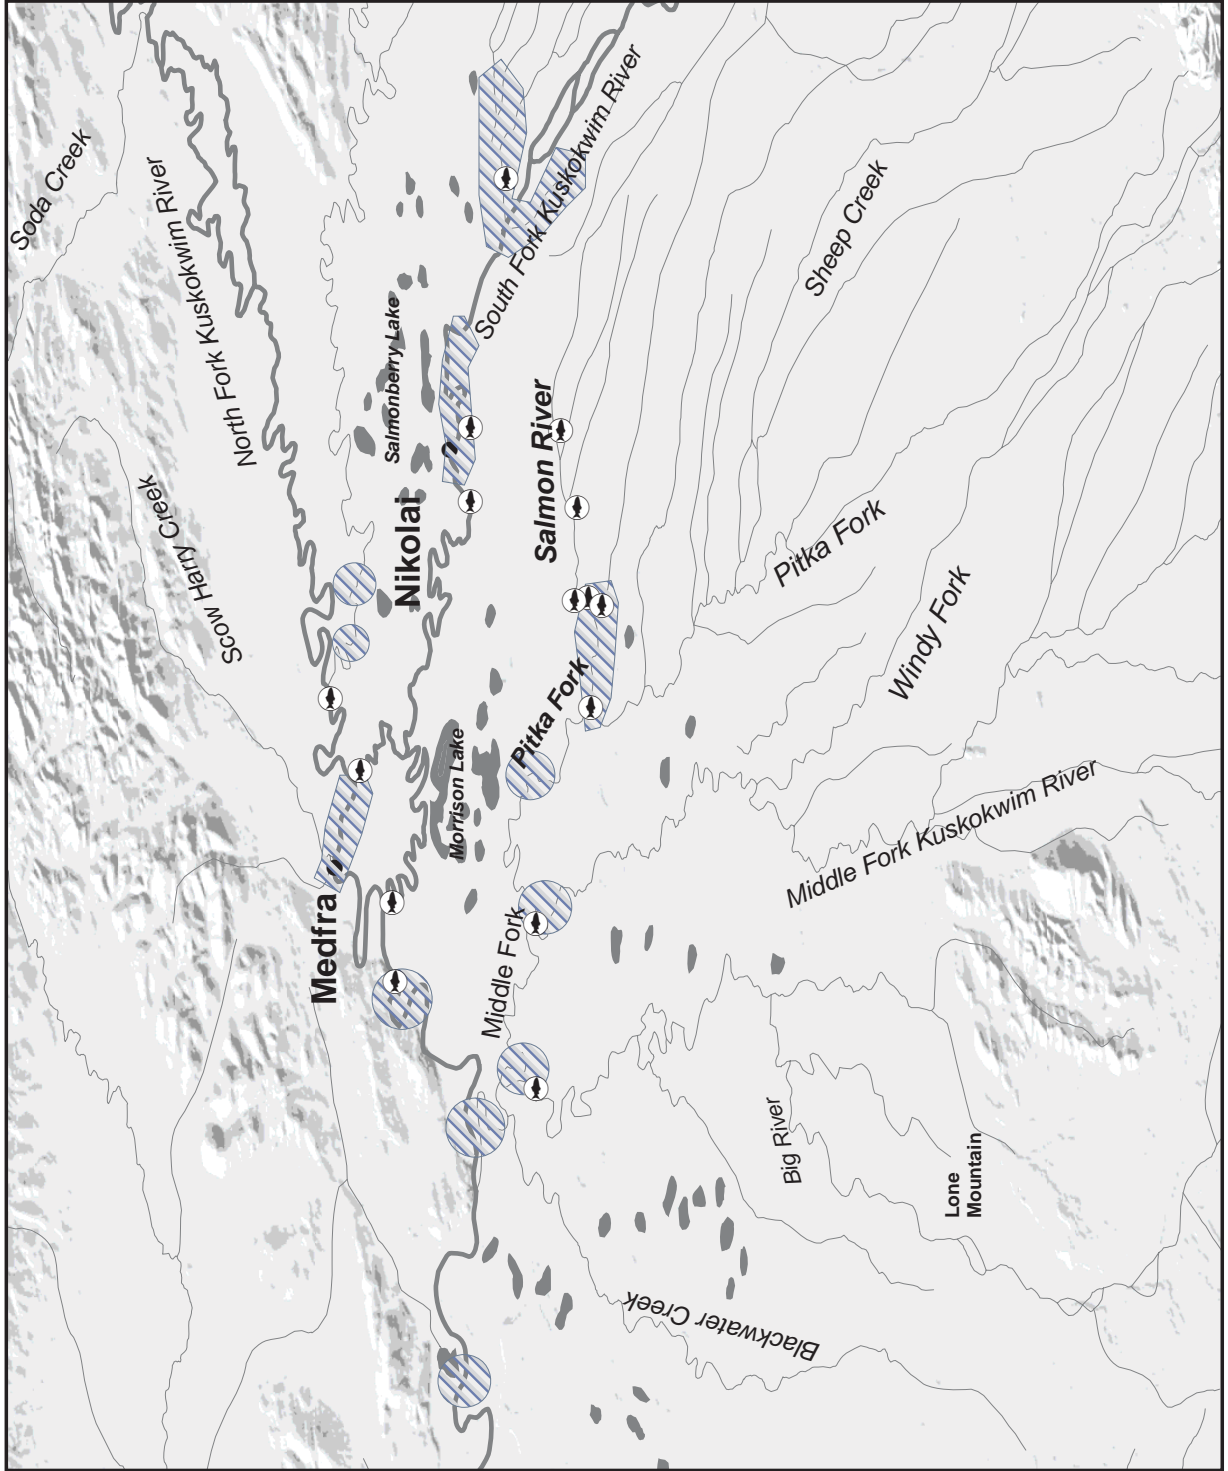 Soda Creek
North Fork Kuskokwim River
Scow Harry Creek
Medfra
Nikolai
Salmonberry Lake
Morrison Lake
South Fork Kuskokwim River
Salmon River
Pitka Fork
Middle Fork
Sheep Creek
Pitka Fork
Windy Fork
Middle Fork Kuskokwim River
Big River
Lone
Mountain
Blackwater Creek